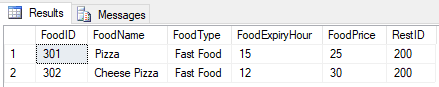 Results Messages
FoodID FoodName FoodType FoodExpiryHour FoodPrice RestID
1 301 Pizza Fast Food 15 25 200
2 302 Cheese Pizza Fast Food 12 30 200